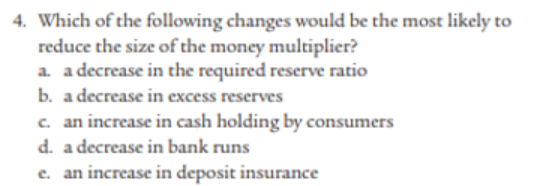 4. Which of the following changes would be the most likely to
reduce the size of the money multiplier?
a. a decrease in the required reserve ratio
b. a decrease in excess reserves
c. an increase in cash holding by consumers
d. a decrease in bank runs
e. an increase in deposit insurance